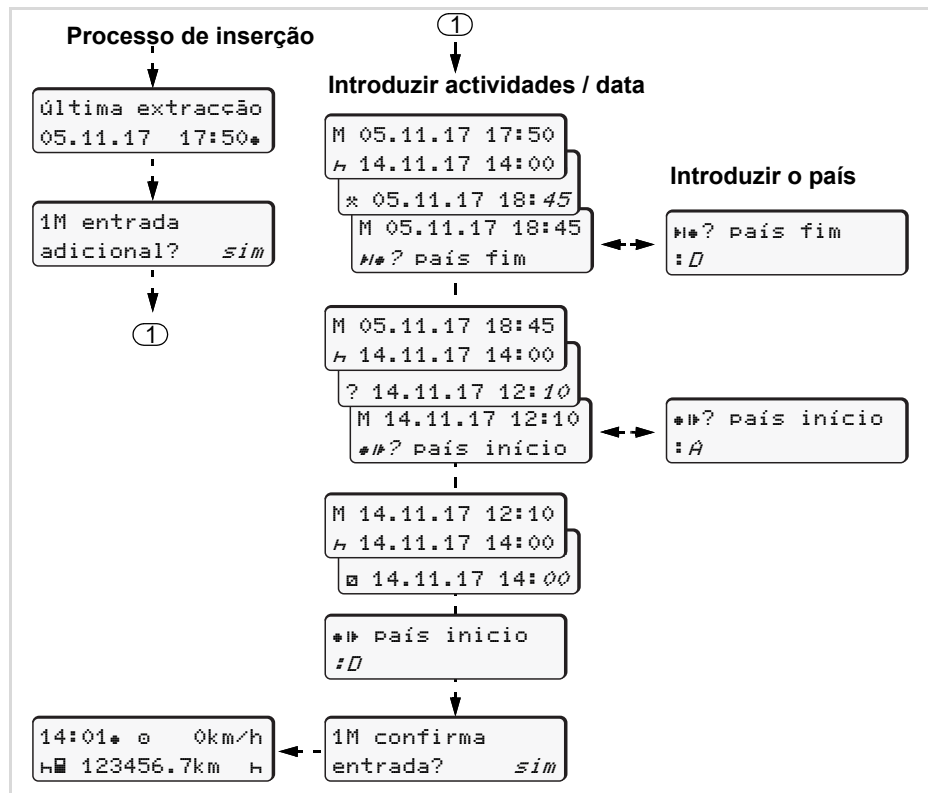 Processo de inserção
última extracção
05.11.17 17:50
1M entrada
adicional? sim
1
1
Introduzir actividades / data
M 05.11.17 17:50
14.11.17 14:00
05.11.17 18:45
M 05.11.17 18:45
? país fim
Introduzir o país
? país fim
:D
M 05.11.17 18:45
14.11.17 14:00
? 14.11.17 12:10
M 14.11.17 12:10
? país início
? país início
:A
M 14.11.17 12:10
14.11.17 14:00
14.11.17 14:00
país inicio
:D
1M confirma
entrada? sim
14:01 0km/h
123456.7km